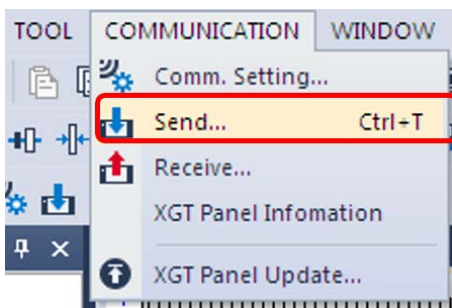 TOOL COMMUNICATION WINDOW
Comm. Setting...
Send... Ctrl+T
Receive...
XGT Panel Infomation
XGT Panel Update...